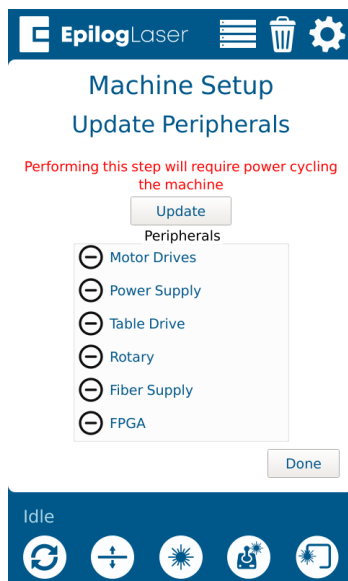 EpilogLaser
Machine Setup
Update Peripherals
Performing this step will require power cycling
the machine
Update
Peripherals
Motor Drives
Power Supply
Table Drive
Rotary
Fiber Supply
FPGA
Done
Idle